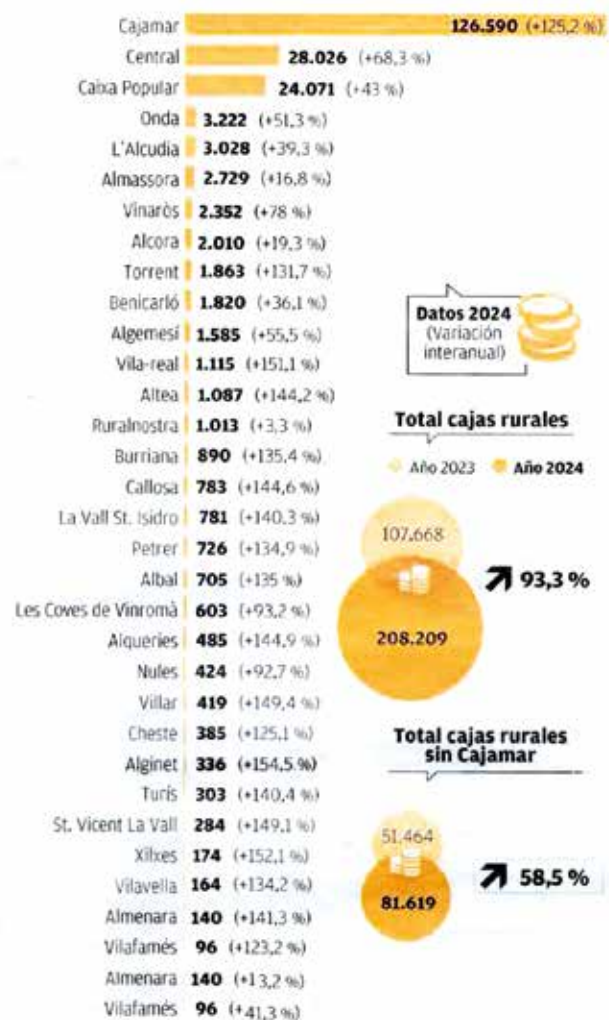 Cajamar 126.590 (+125,2 %)
Central 28.026 (+68,3 %)
Caixa Popular 24.071 (+43 %)
Onda 3.222 (+51,3 %)
L'Alcudia 3.028 (+39,3 %)
Almassora 2.729 (+16,8 %)
Vinaròs 2.352 (+78 %)
Alcora 2.010 (+19,3 %)
Torrent 1.863 (+131,7 %)
Benicarló 1.820 (+36,1 %)
Algemesí 1.585 (+55,5 %)
Vila-real 1.115 (+151,1 %)
Altea 1.087 (+144,2 %)
Ruralnostra 1.013 (+3,3 %)
Burriana 890 (+135,4 %)
Callosa 783 (+144,6 %)
La Vall St. Isidro 781 (+140.3 %)
Petrer 726 (+134,9 %)
Albal 705 (+135 %)
Les Coves de Vinromà 603 (+93,2 %)
Alqueries 485 (+144,9 %)
Nules 424 (+92,7 %)
Villar 419 (+149,4 %)
Cheste 385 (+125,1 %)
Alginet 336 (+154,5 %)
Turís 303 (+140,4 %)
St. Vicent La Vall 284 (+149,1 %)
Xilxes 174 (+152,1 %)
Vilavella 164 (+134,2 %)
Almenara 140 (+141,3 %)
Vilafamés 96 (+123,2 %)
Almenara 140 (+13,2 %)
Vilafamés 96 (+41,3 %)
Datos 2024
(Variación
interanual)
Total cajas rurales
Año 2023 Año 2024
107.668
93,3 %
208.209
Total cajas rurales
sin Cajamar
51.464
58,5 %
81.619